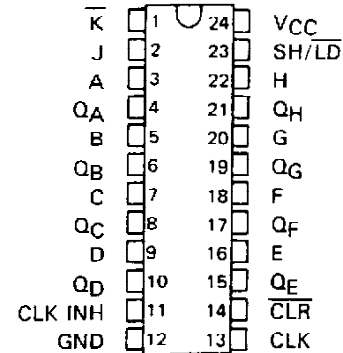 K̅ 1 24 VCC
J 2 23 SH/L̅D̅
A 3 22 H
QA 4 21 QH
B 5 20 G
QB 6 19 QG
C 7 18 F
QC 8 17 QF
D 9 16 E
QD 10 15 QE
CLK INH 11 14 C̅L̅R̅
GND 12 13 CLK